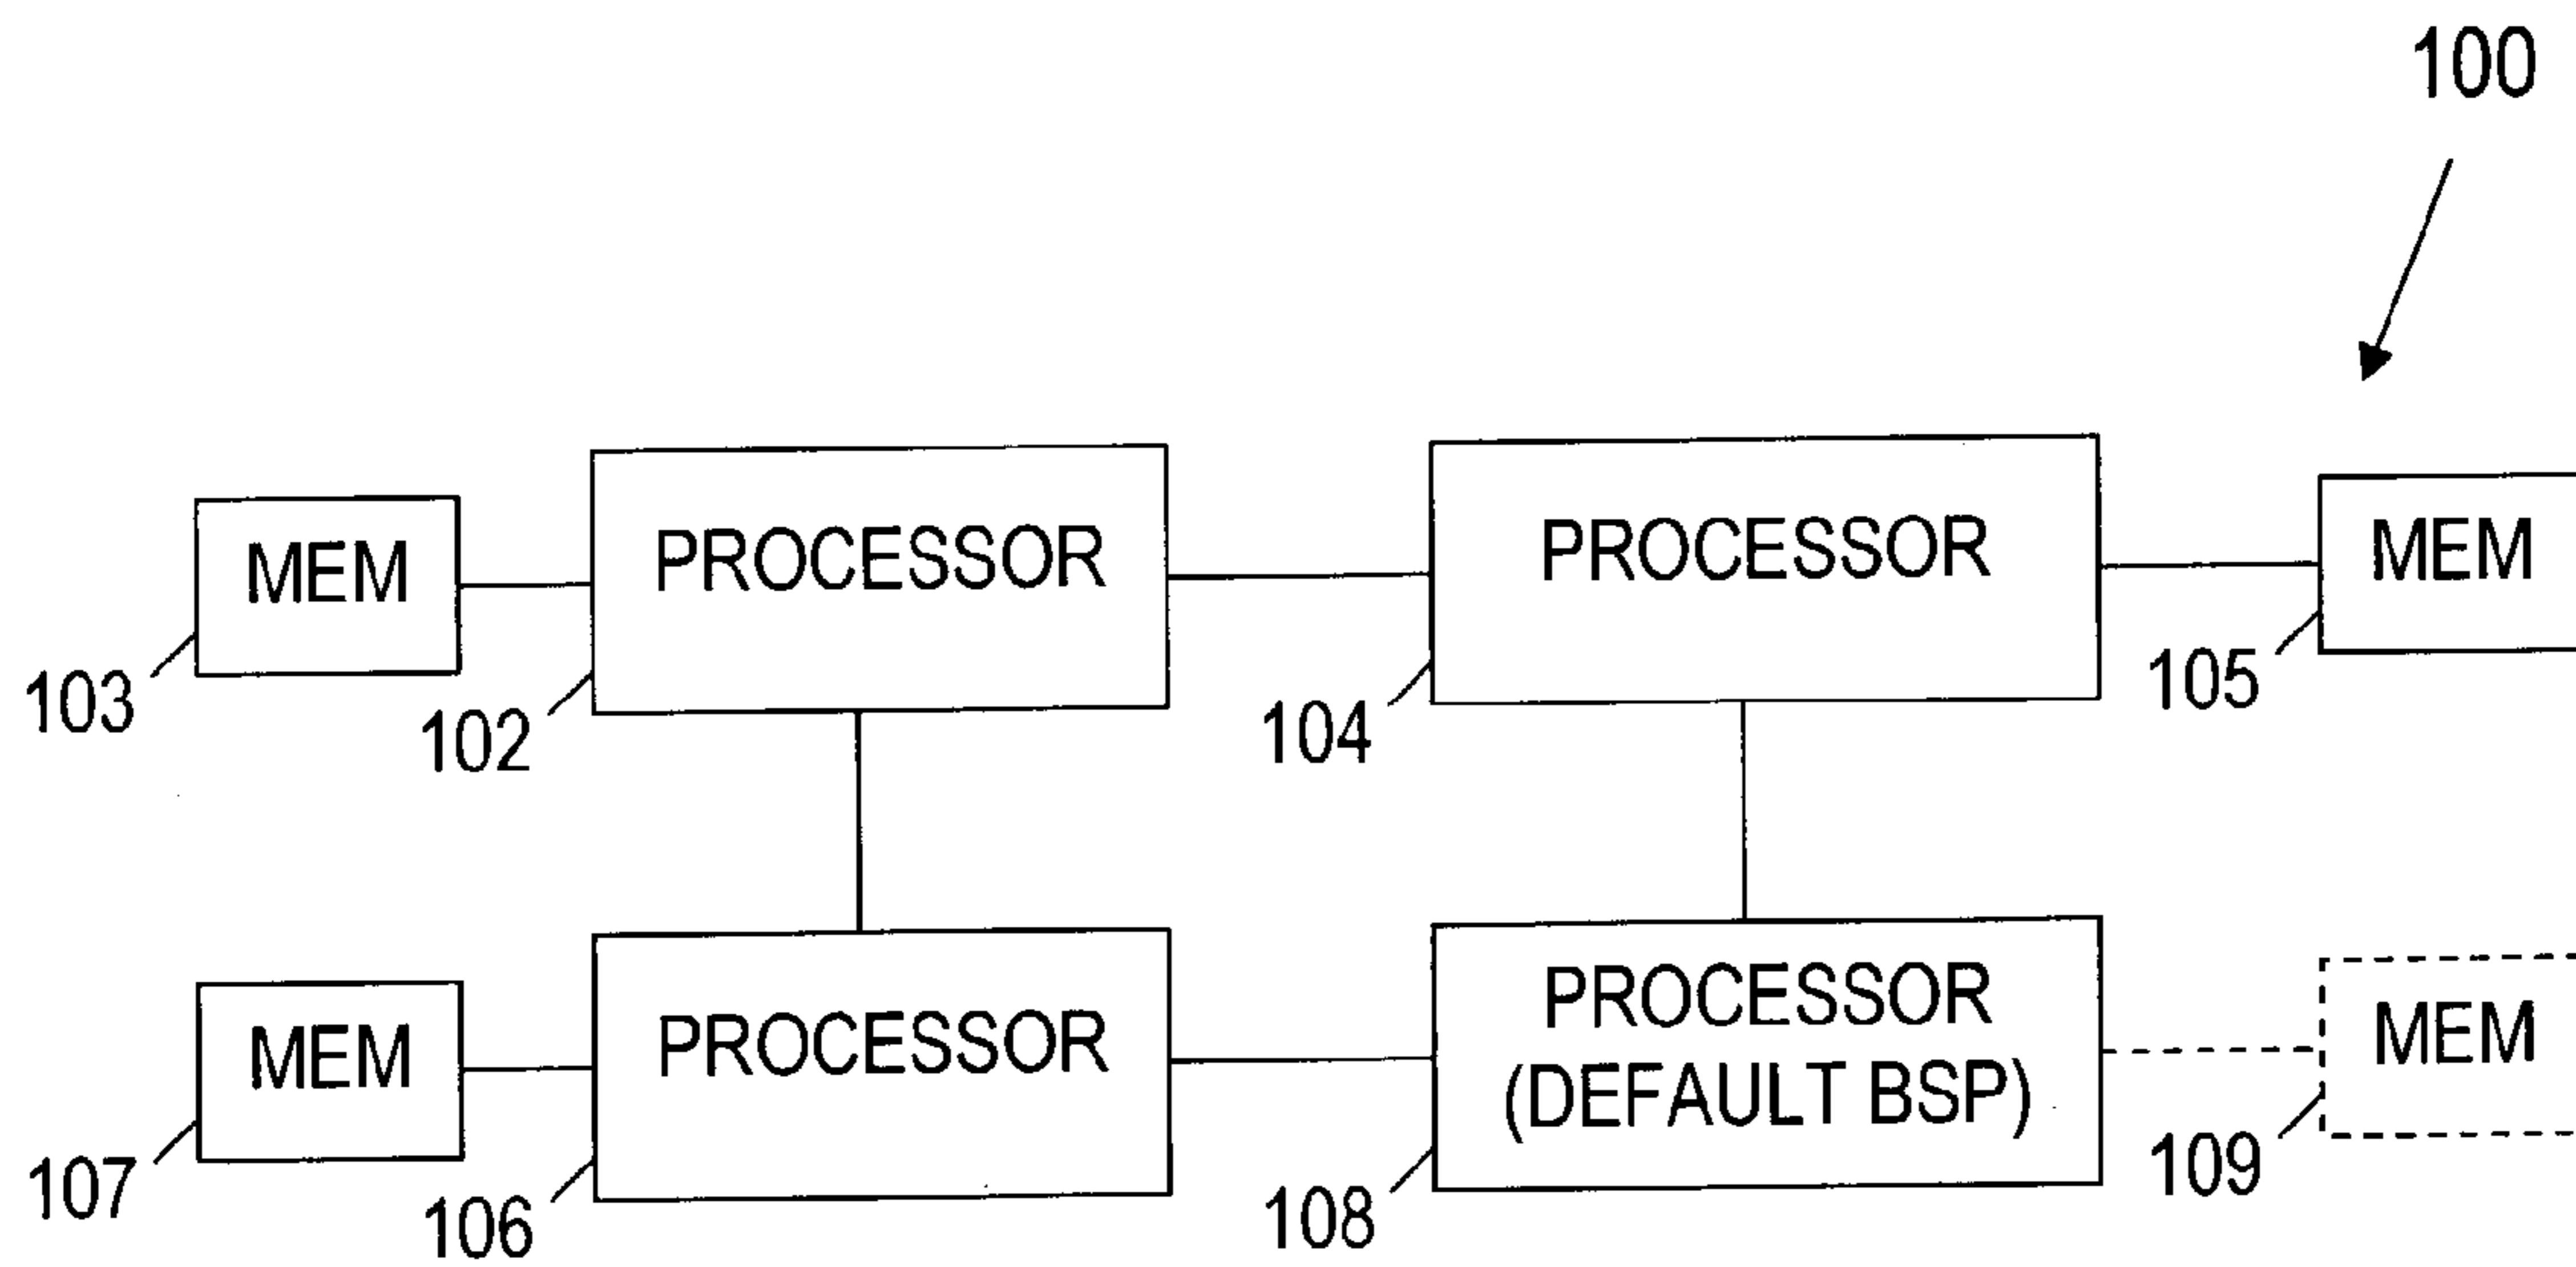 100
MEM
PROCESSOR
PROCESSOR
MEM
103
102
104
105
MEM
PROCESSOR
PROCESSOR
(DEFAULT BSP)
MEM
107
106
108
109